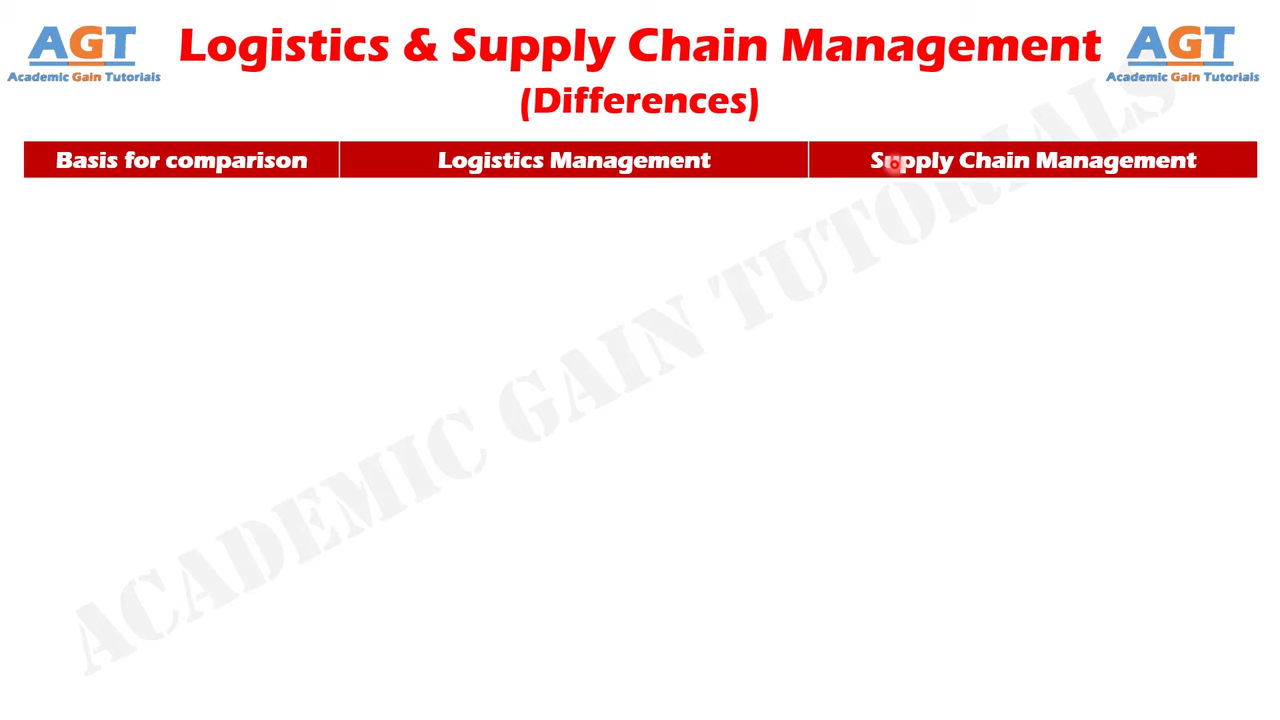 AGT
Academic Gain Tutorials
Logistics & Supply Chain Management
(Differences)
AGT
Academic Gain Tutorials
Basis for comparison
Logistics Management
Supply Chain Management
ACADEMIC GAIN TUTORIALS